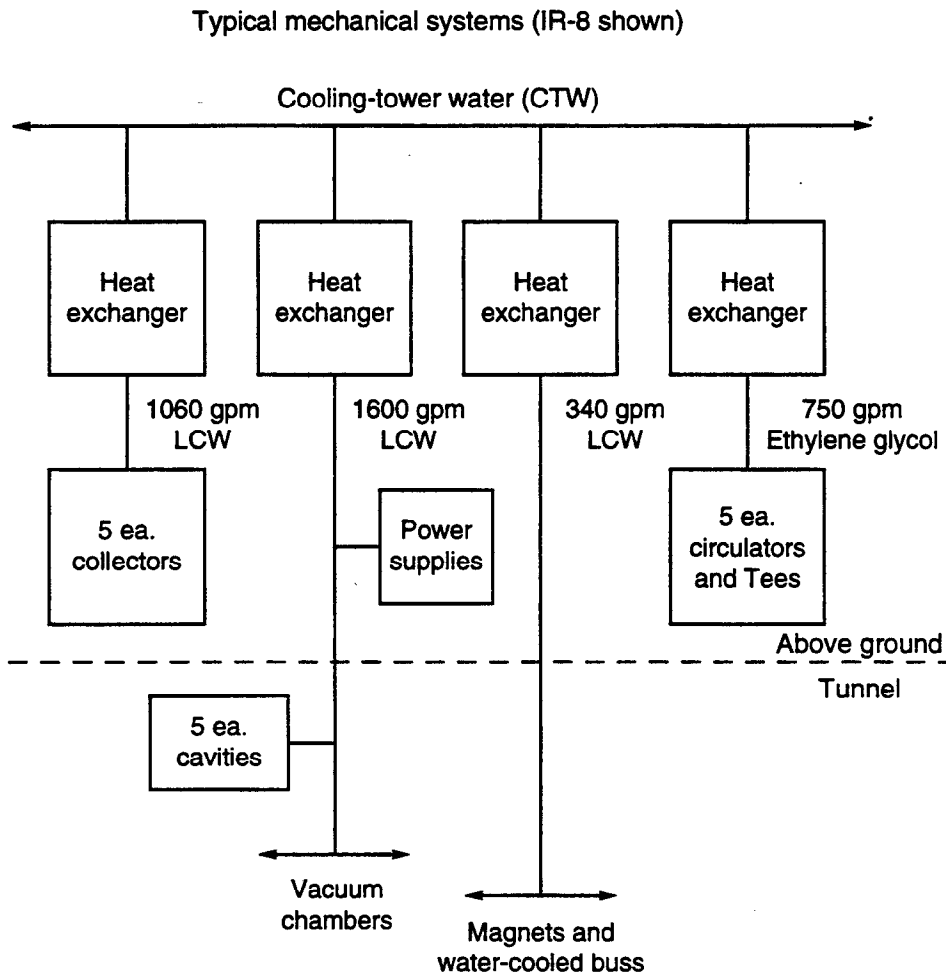 Typical mechanical systems (IR-8 shown)
Cooling-tower water (CTW)
Heat
exchanger
Heat
exchanger
Heat
exchanger
Heat
exchanger
1060 gpm
LCW
1600 gpm
LCW
340 gpm
LCW
750 gpm
Ethylene glycol
5 ea.
collectors
Power
supplies
5 ea.
circulators
and Tees
Above ground
Tunnel
5 ea.
cavities
Vacuum
chambers
Magnets and
water-cooled buss